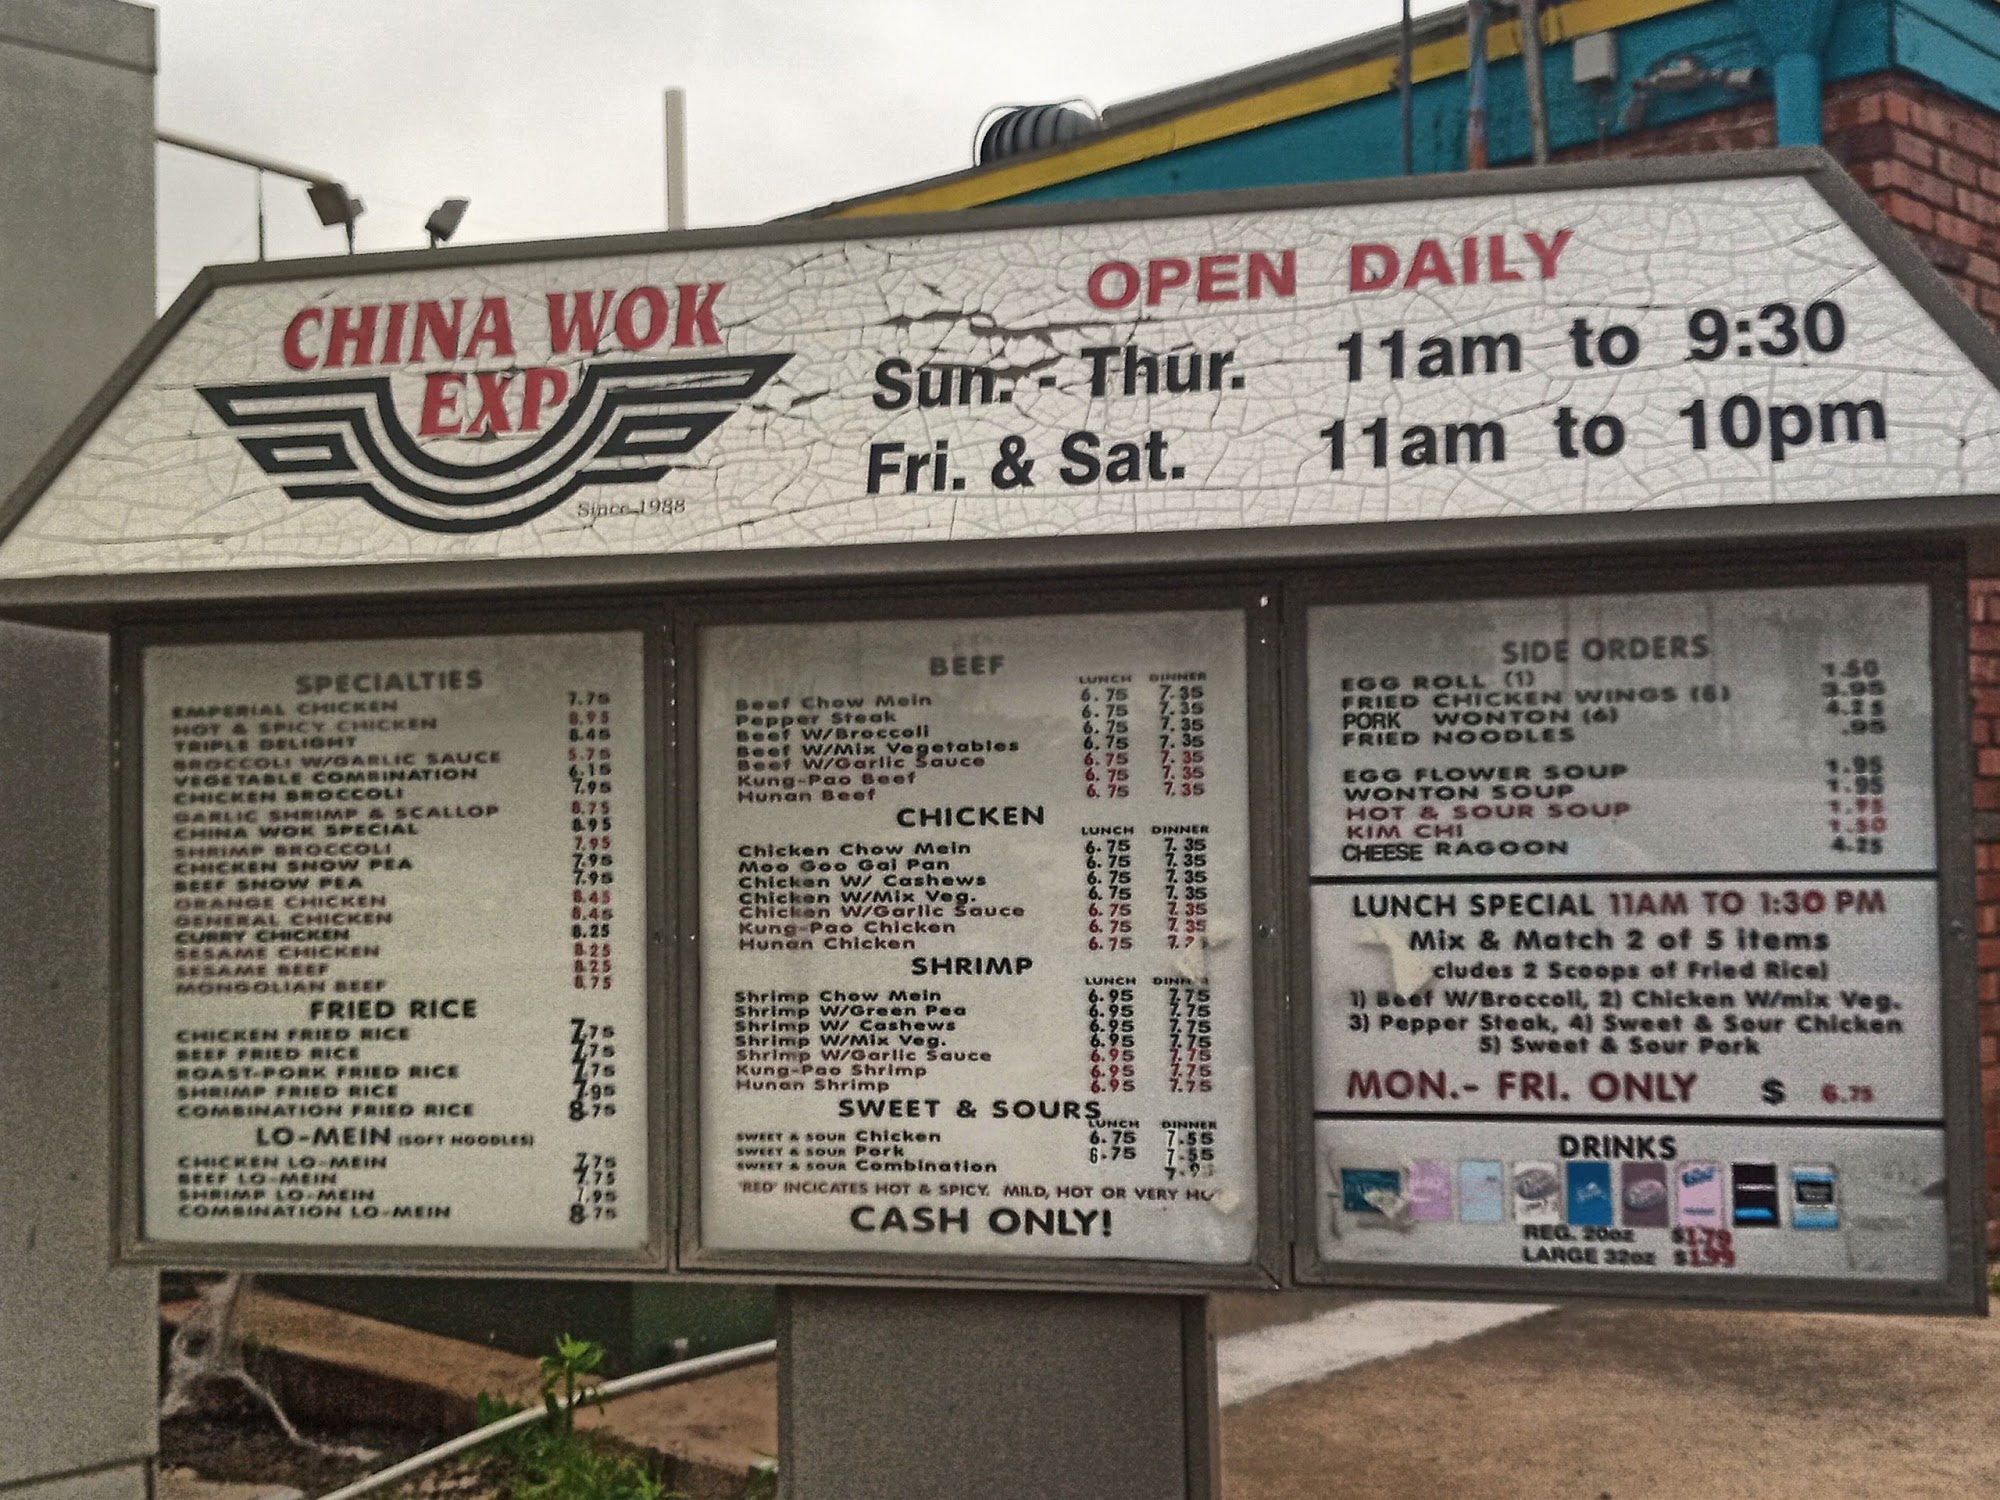 CHINA WOK
EXP
Since 1988
OPEN DAILY
Sun. - Thur. 11am to 9:30
Fri. & Sat. 11am to 10pm
SPECIALTIES
EMPERIAL CHICKEN 7.75
HOT & SPICY CHICKEN 8.95
TRIPLE DELIGHT 8.45
BROCCOLI W/GARLIC SAUCE 5.75
VEGETABLE COMBINATION 6.15
CHICKEN BROCCOLI 7.95
GARLIC SHRIMP & SCALLOP 8.75
CHINA WOK SPECIAL 8.95
SHRIMP BROCCOLI 7.95
CHICKEN SNOW PEA 7.95
BEEF SNOW PEA 7.95
ORANGE CHICKEN 8.45
GENERAL CHICKEN 8.45
CURRY CHICKEN 8.25
SESAME CHICKEN 8.25
SESAME BEEF 8.25
MONGOLIAN BEEF 8.75
FRIED RICE
CHICKEN FRIED RICE 7.75
BEEF FRIED RICE 7.75
ROAST-PORK FRIED RICE 7.75
SHRIMP FRIED RICE 7.95
COMBINATION FRIED RICE 8.75
LO-MEIN (SOFT NOODLES)
CHICKEN LO-MEIN 7.75
BEEF LO-MEIN 7.75
SHRIMP LO-MEIN 7.95
COMBINATION LO-MEIN 8.75
BEEF
LUNCH DINNER
Beef Chow Mein 6.75 7.35
Pepper Steak 6.75 7.35
Beef W/Broccoli 6.75 7.35
Beef W/Mix Vegetables 6.75 7.35
Beef W/Garlic Sauce 6.75 7.35
Kung-Pao Beef 6.75 7.35
Hunan Beef 6.75 7.35
CHICKEN
LUNCH DINNER
Chicken Chow Mein 6.75 7.35
Moo Goo Gai Pan 6.75 7.35
Chicken W/ Cashews 6.75 7.35
Chicken W/Mix Veg. 6.75 7.35
Chicken W/Garlic Sauce 6.75 7.35
Kung-Pao Chicken 6.75 7.35
Hunan Chicken 6.75
SHRIMP
LUNCH
Shrimp Chow Mein 6.95 7.75
Shrimp W/Green Pea 6.95 7.75
Shrimp W/ Cashews 6.95 7.75
Shrimp W/Mix Veg. 6.95 7.75
Shrimp W/Garlic Sauce 6.95 7.75
Kung-Pao Shrimp 6.95 7.75
Hunan Shrimp 6.95 7.75
SWEET & SOURS
LUNCH DINNER
SWEET & SOUR Chicken 6.75 7.55
SWEET & SOUR Pork 6.75 7.55
SWEET & SOUR Combination
'RED' INCICATES HOT & SPICY. MILD, HOT OR VERY
CASH ONLY!
SIDE ORDERS
EGG ROLL (1) 1.50
FRIED CHICKEN WINGS (6) 3.95
PORK WONTON (6) 4.25
FRIED NOODLES .95
EGG FLOWER SOUP 1.95
WONTON SOUP 1.95
HOT & SOUR SOUP
KIM CHI 1.50
CHEESE RAGOON 4.25
LUNCH SPECIAL 11AM TO 1:30 PM
Mix & Match 2 of 5 items
cludes 2 Scoops of Fried Rice)
1) Beef W/Broccoli, 2) Chicken W/mix Veg.
3) Pepper Steak, 4) Sweet & Sour Chicken
5) Sweet & Sour Pork
MON.- FRI. ONLY $ 6.75
DRINKS
REG. 20oz $1.79
LARGE 32oz $1.99